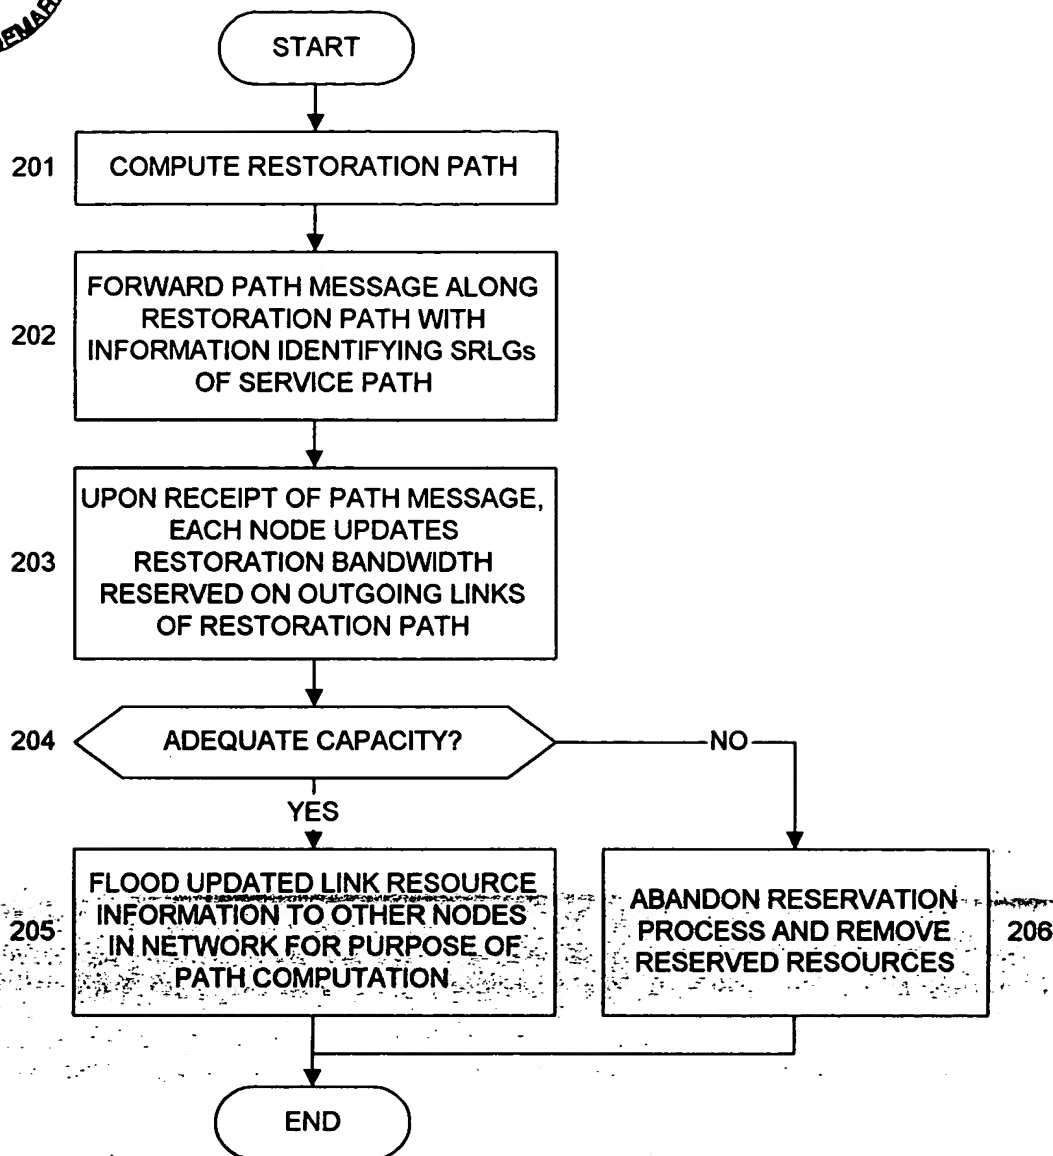 START
201
COMPUTE RESTORATION PATH
202
FORWARD PATH MESSAGE ALONG
RESTORATION PATH WITH
INFORMATION IDENTIFYING SRLGs
OF SERVICE PATH
203
UPON RECEIPT OF PATH MESSAGE,
EACH NODE UPDATES
RESTORATION BANDWIDTH
RESERVED ON OUTGOING LINKS
OF RESTORATION PATH
204
ADEQUATE CAPACITY?
NO
YES
205
FLOOD UPDATED LINK RESOURCE
INFORMATION TO OTHER NODES
IN NETWORK FOR PURPOSE OF
PATH COMPUTATION
ABANDON RESERVATION
PROCESS AND REMOVE
RESERVED RESOURCES
206
END